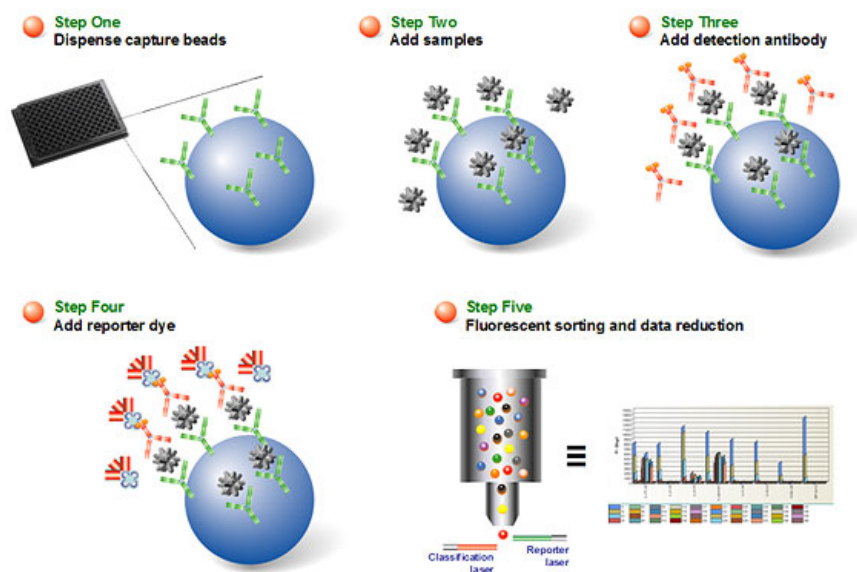 Step One
Dispense capture beads
Step Two
Add samples
Step Three
Add detection antibody
Step Four
Add reporter dye
Step Five
Fluorescent sorting and data reduction
Classification
laser
Reporter
laser